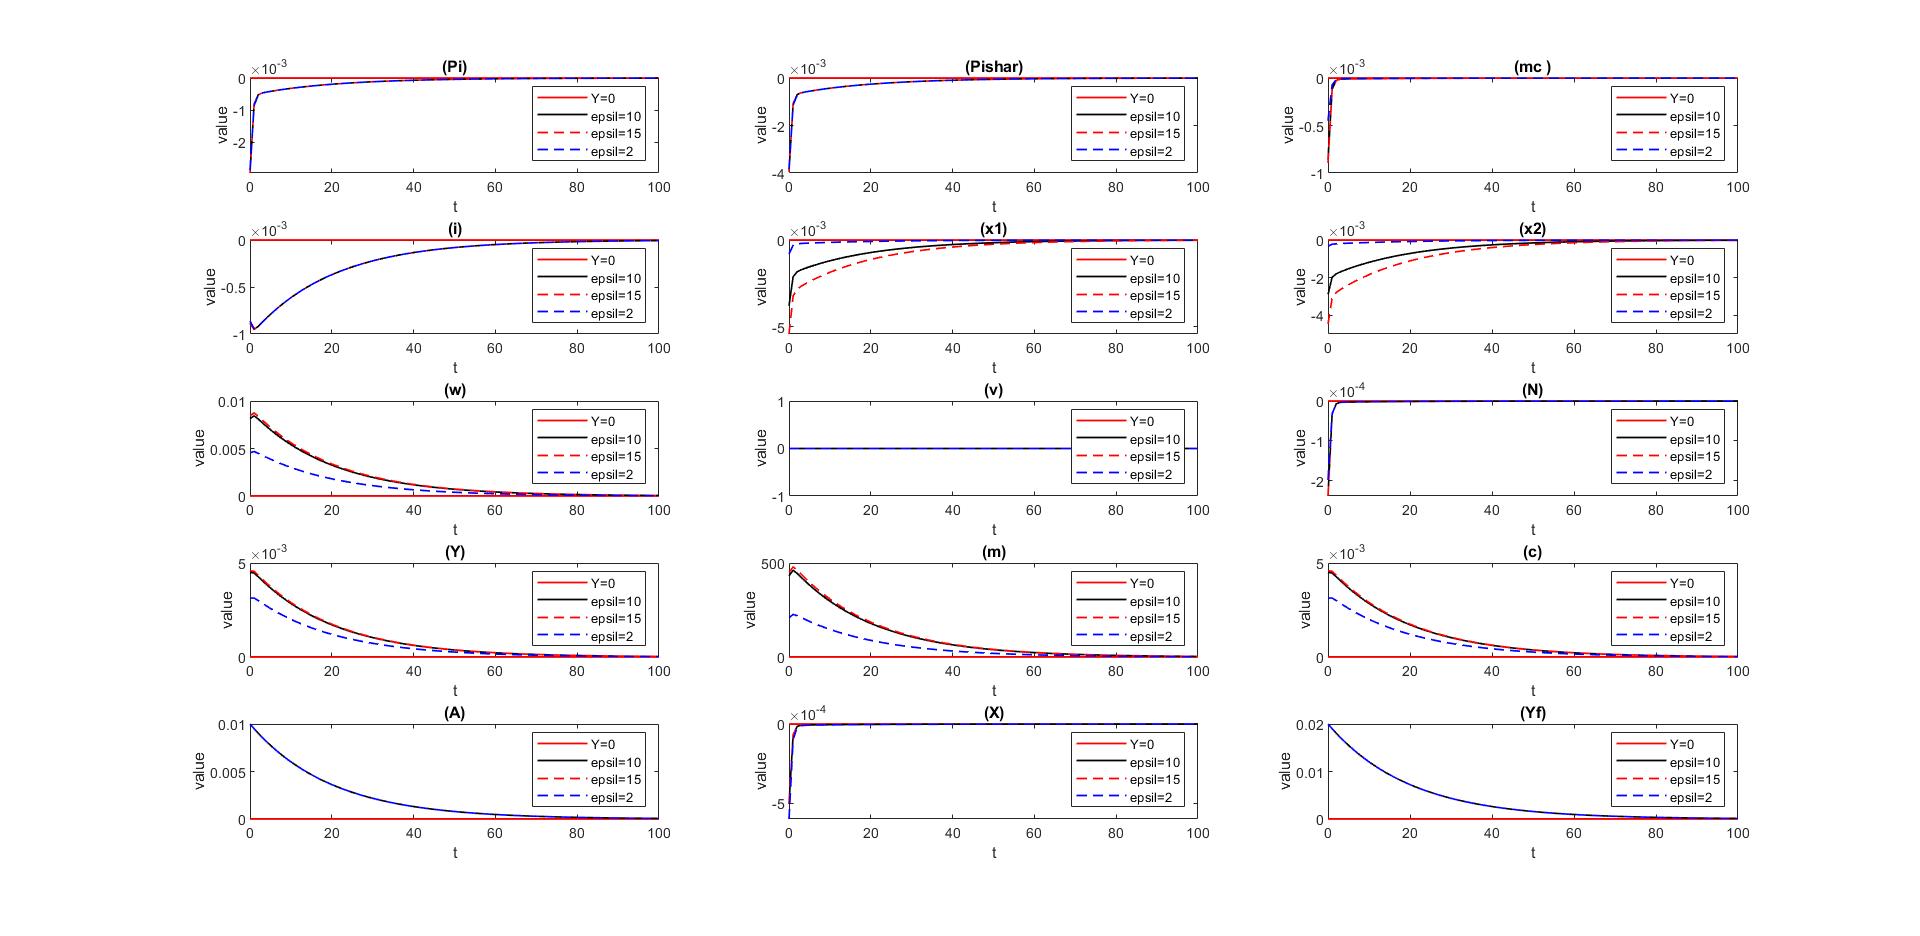 (Pi)
×10-3
0
-1
-2
value
0 20 40 60 80 100
t
Y=0
epsil=10
epsil=15
epsil=2
(Pishar)
×10-3
0
-2
-4
value
0 20 40 60 80 100
t
Y=0
epsil=10
epsil=15
epsil=2
(mc )
×10-3
0
-0.5
-1
value
0 20 40 60 80 100
t
Y=0
epsil=10
epsil=15
epsil=2
(i)
×10-3
0
-0.5
-1
value
0 20 40 60 80 100
t
Y=0
epsil=10
epsil=15
epsil=2
(x1)
×10-3
0
-5
value
0 20 40 60 80 100
t
Y=0
epsil=10
epsil=15
epsil=2
(x2)
×10-3
0
-2
-4
value
0 20 40 60 80 100
t
Y=0
epsil=10
epsil=15
epsil=2
(w)
0.01
0.005
0
value
0 20 40 60 80 100
t
Y=0
epsil=10
epsil=15
epsil=2
(v)
1
0
-1
value
0 20 40 60 80 100
t
Y=0
epsil=10
epsil=15
epsil=2
(N)
×10-4
0
-1
-2
value
0 20 40 60 80 100
t
Y=0
epsil=10
epsil=15
epsil=2
(Y)
×10-3
5
0
value
0 20 40 60 80 100
t
Y=0
epsil=10
epsil=15
epsil=2
(m)
500
0
value
0 20 40 60 80 100
t
Y=0
epsil=10
epsil=15
epsil=2
(c)
×10-3
5
0
value
0 20 40 60 80 100
t
Y=0
epsil=10
epsil=15
epsil=2
(A)
0.01
0.005
0
value
0 20 40 60 80 100
t
Y=0
epsil=10
epsil=15
epsil=2
(X)
×10-4
0
-5
value
0 20 40 60 80 100
t
Y=0
epsil=10
epsil=15
epsil=2
(Yf)
0.02
0.01
0
value
0 20 40 60 80 100
t
Y=0
epsil=10
epsil=15
epsil=2